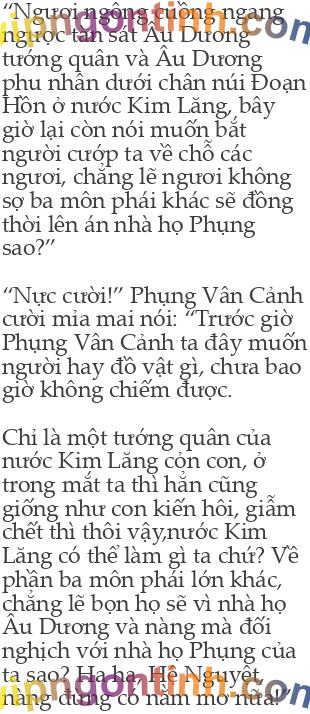 “Ngươi ngông cuồng ngang
ngược tàn sát Âu Dương
tướng quân và Âu Dương
phu nhân dưới chân núi Đoạn
Hồn ở nước Kim Lăng, bây
giờ lại còn nói muốn bắt
người cướp ta về chỗ các
ngươi, chẳng lẽ ngươi không
sợ ba môn phái khác sẽ đồng
thời lên án nhà họ Phụng
sao?”
“Nực cười!” Phụng Vân Cảnh
cười mỉa mai nói: “Trước giờ
Phụng Vân Cảnh ta đây muốn
người hay đồ vật gì, chưa bao
giờ không chiếm được.
Chỉ là một tướng quân của
nước Kim Lăng cỏn con, ở
trong mắt ta thì hắn cũng
giống như con kiến hôi, giẫm
chết thì thôi vậy,nước Kim
Lăng có thể làm gì ta chứ? Về
phần ba môn phái lớn khác,
chẳng lẽ bọn họ sẽ vì nhà họ
Âu Dương và nàng mà đối
nghịch với nhà họ Phụng của
ta sao? Ha ha, Hề Nguyệt,
nàng đừng có nằm mơ nữa!”
vipngontinh.com
vipngontinh.com